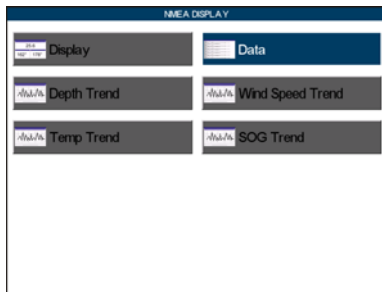 NMEA DISPLAY
Display
Data
Depth Trend
Wind Speed Trend
Temp Trend
SOG Trend